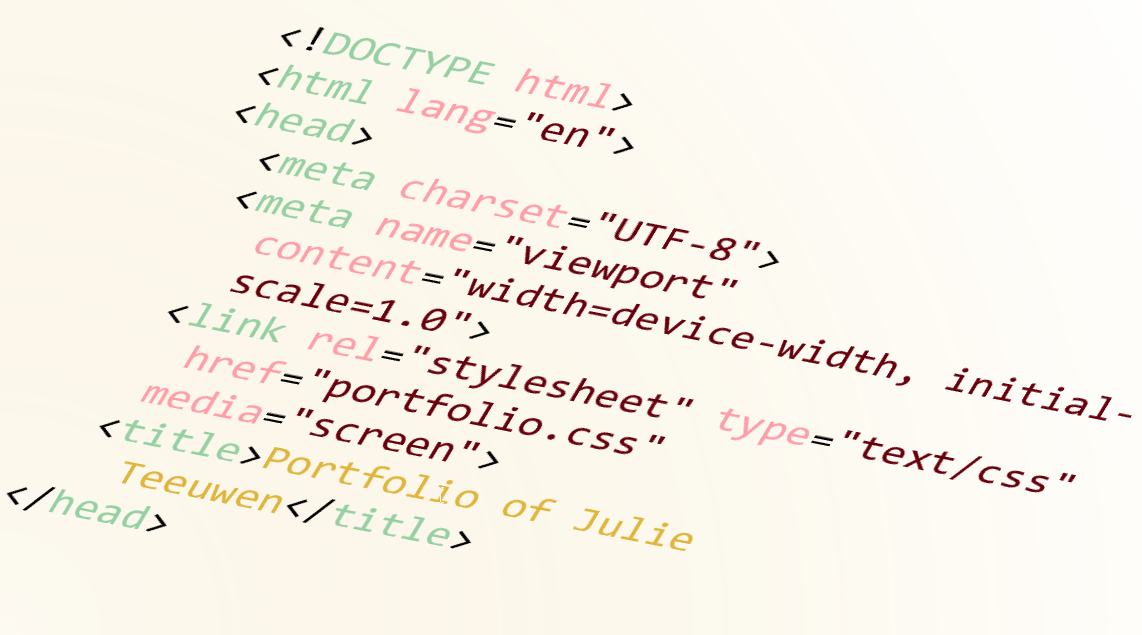 <!DOCTYPE html>
<html lang="en">
<head>
<meta charset="UTF-8">
<meta name="viewport"
content="width=device-width, initial-
scale=1.0">
<link rel="stylesheet" type="text/css"
href="portfolio.css"
media="screen">
<title>Portfolio of Julie
Teeuwen</title>
</head>